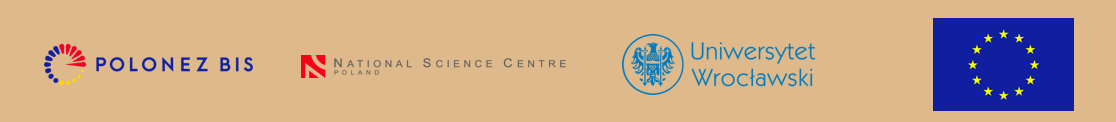 POLONEZ BIS
NATIONAL SCIENCE CENTRE
POLAND
Uniwersytet
Wrocławski